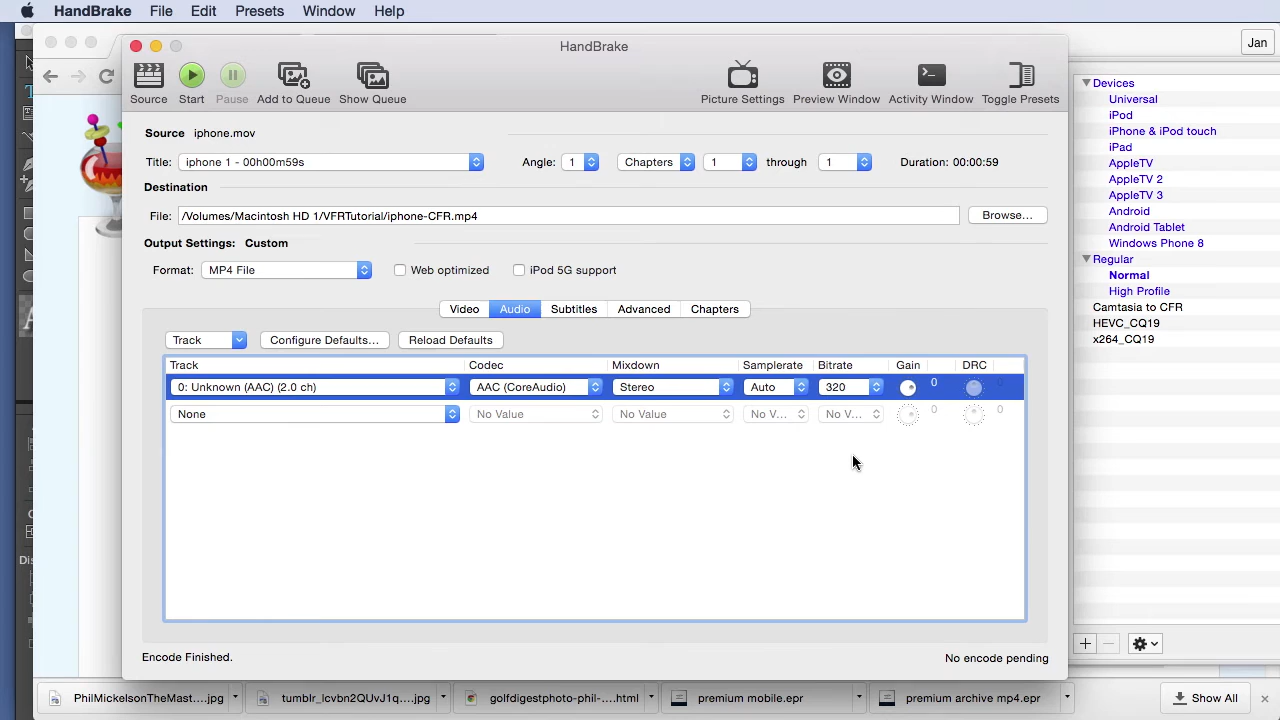 HandBrake File Edit Presets Window Help
HandBrake
Jan
Source Start Pause Add to Queue Show Queue Picture Settings Preview Window Activity Window Toggle Presets
Source iphone.mov
Title: iphone 1 - 00h00m59s Angle: 1 Chapters 1 through 1 Duration: 00:00:59
Destination
File: /Volumes/Macintosh HD 1/VFRTutorial/iphone-CFR.mp4 Browse...
Output Settings: Custom
Format: MP4 File Web optimized iPod 5G support
Video Audio Subtitles Advanced Chapters
Track Configure Defaults... Reload Defaults
Track Codec Mixdown Samplerate Bitrate Gain DRC
0: Unknown (AAC) (2.0 ch) AAC (CoreAudio) Stereo Auto 320 0 0
None No Value No Value No V... No V... 0 0
Encode Finished. No encode pending
Devices
Universal
iPod
iPhone & iPod touch
iPad
AppleTV
AppleTV 2
AppleTV 3
Android
Android Tablet
Windows Phone 8
Regular
Normal
High Profile
Camtasia to CFR
HEVC_CQ19
x264_CQ19
PhilMickelsonTheMast....jpg tumblr_lcvbn2QLvJ1q....jpg golfdigestphoto-phil-....html premium mobile.epr premium archive mp4.epr Show All